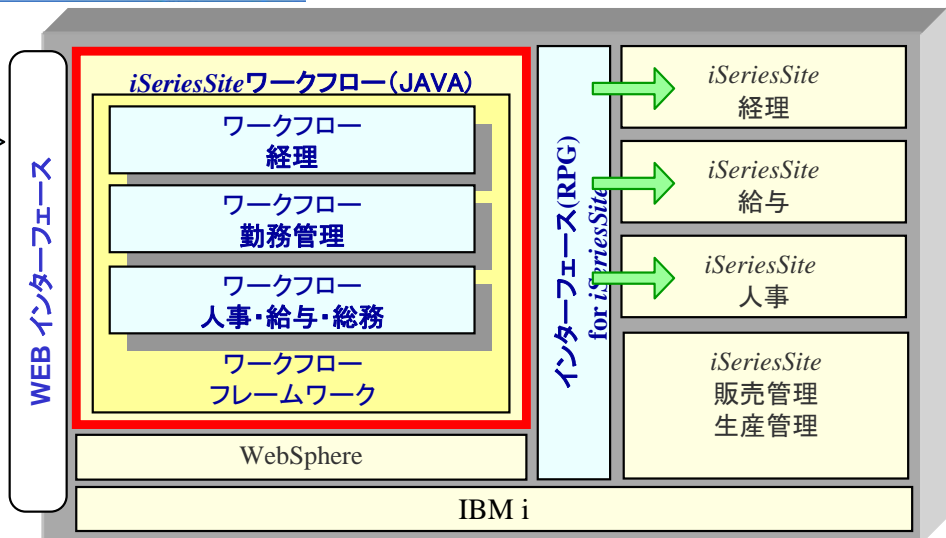 WEB インターフェース
iSeriesSiteワークフロー(JAVA)
ワークフロー
経理
ワークフロー
勤務管理
ワークフロー
人事・給与・総務
ワークフロー
フレームワーク
WebSphere
インターフェース(RPG)
for iSeriesSite
iSeriesSite
経理
iSeriesSite
給与
iSeriesSite
人事
iSeriesSite
販売管理
生産管理
IBM i